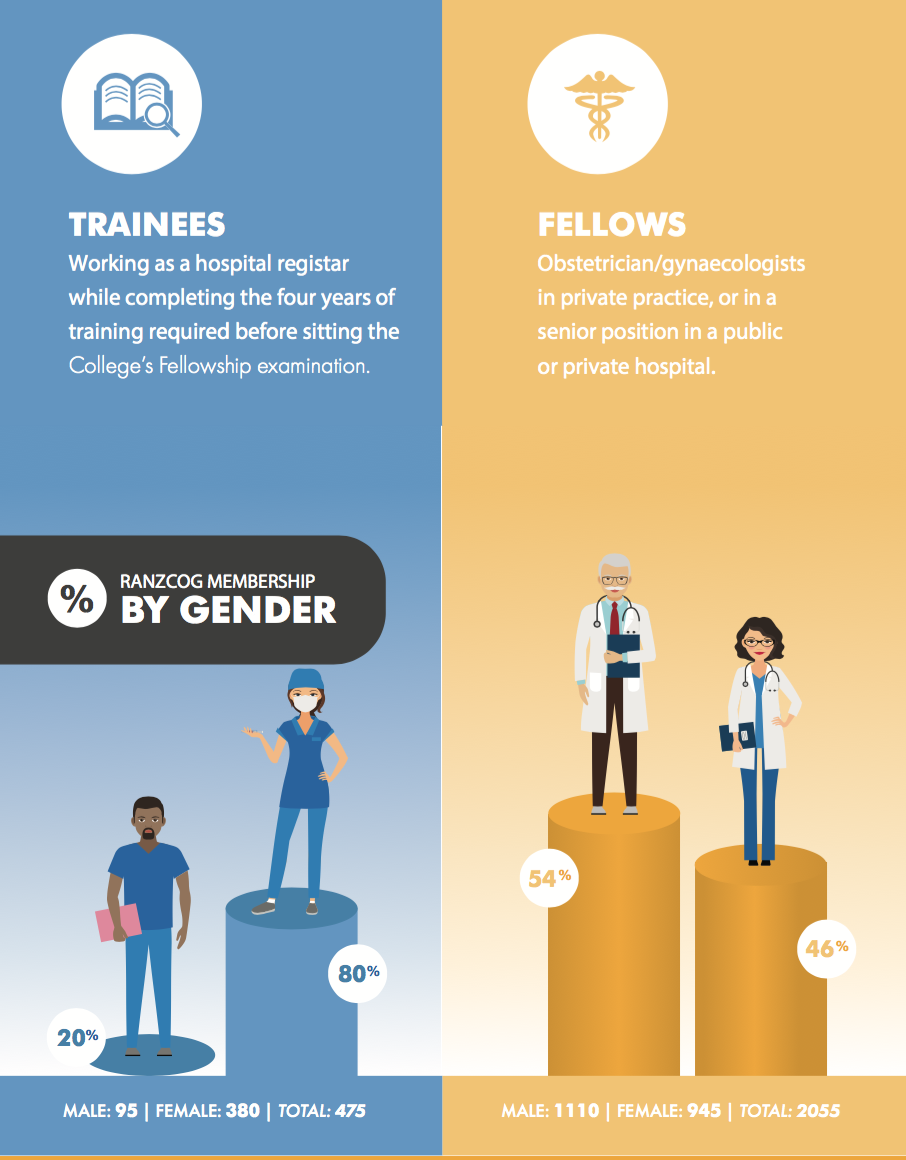 TRAINEES
Working as a hospital registar
while completing the four years of
training required before sitting the
College's Fellowship examination.
FELLOWS
Obstetrician/gynaecologists
in private practice, or in a
senior position in a public
or private hospital.
%
RANZCOG MEMBERSHIP
BY GENDER
20%
80%
54%
46%
MALE: 95 | FEMALE: 380 | TOTAL: 475
MALE: 1110 | FEMALE: 945 | TOTAL: 2055